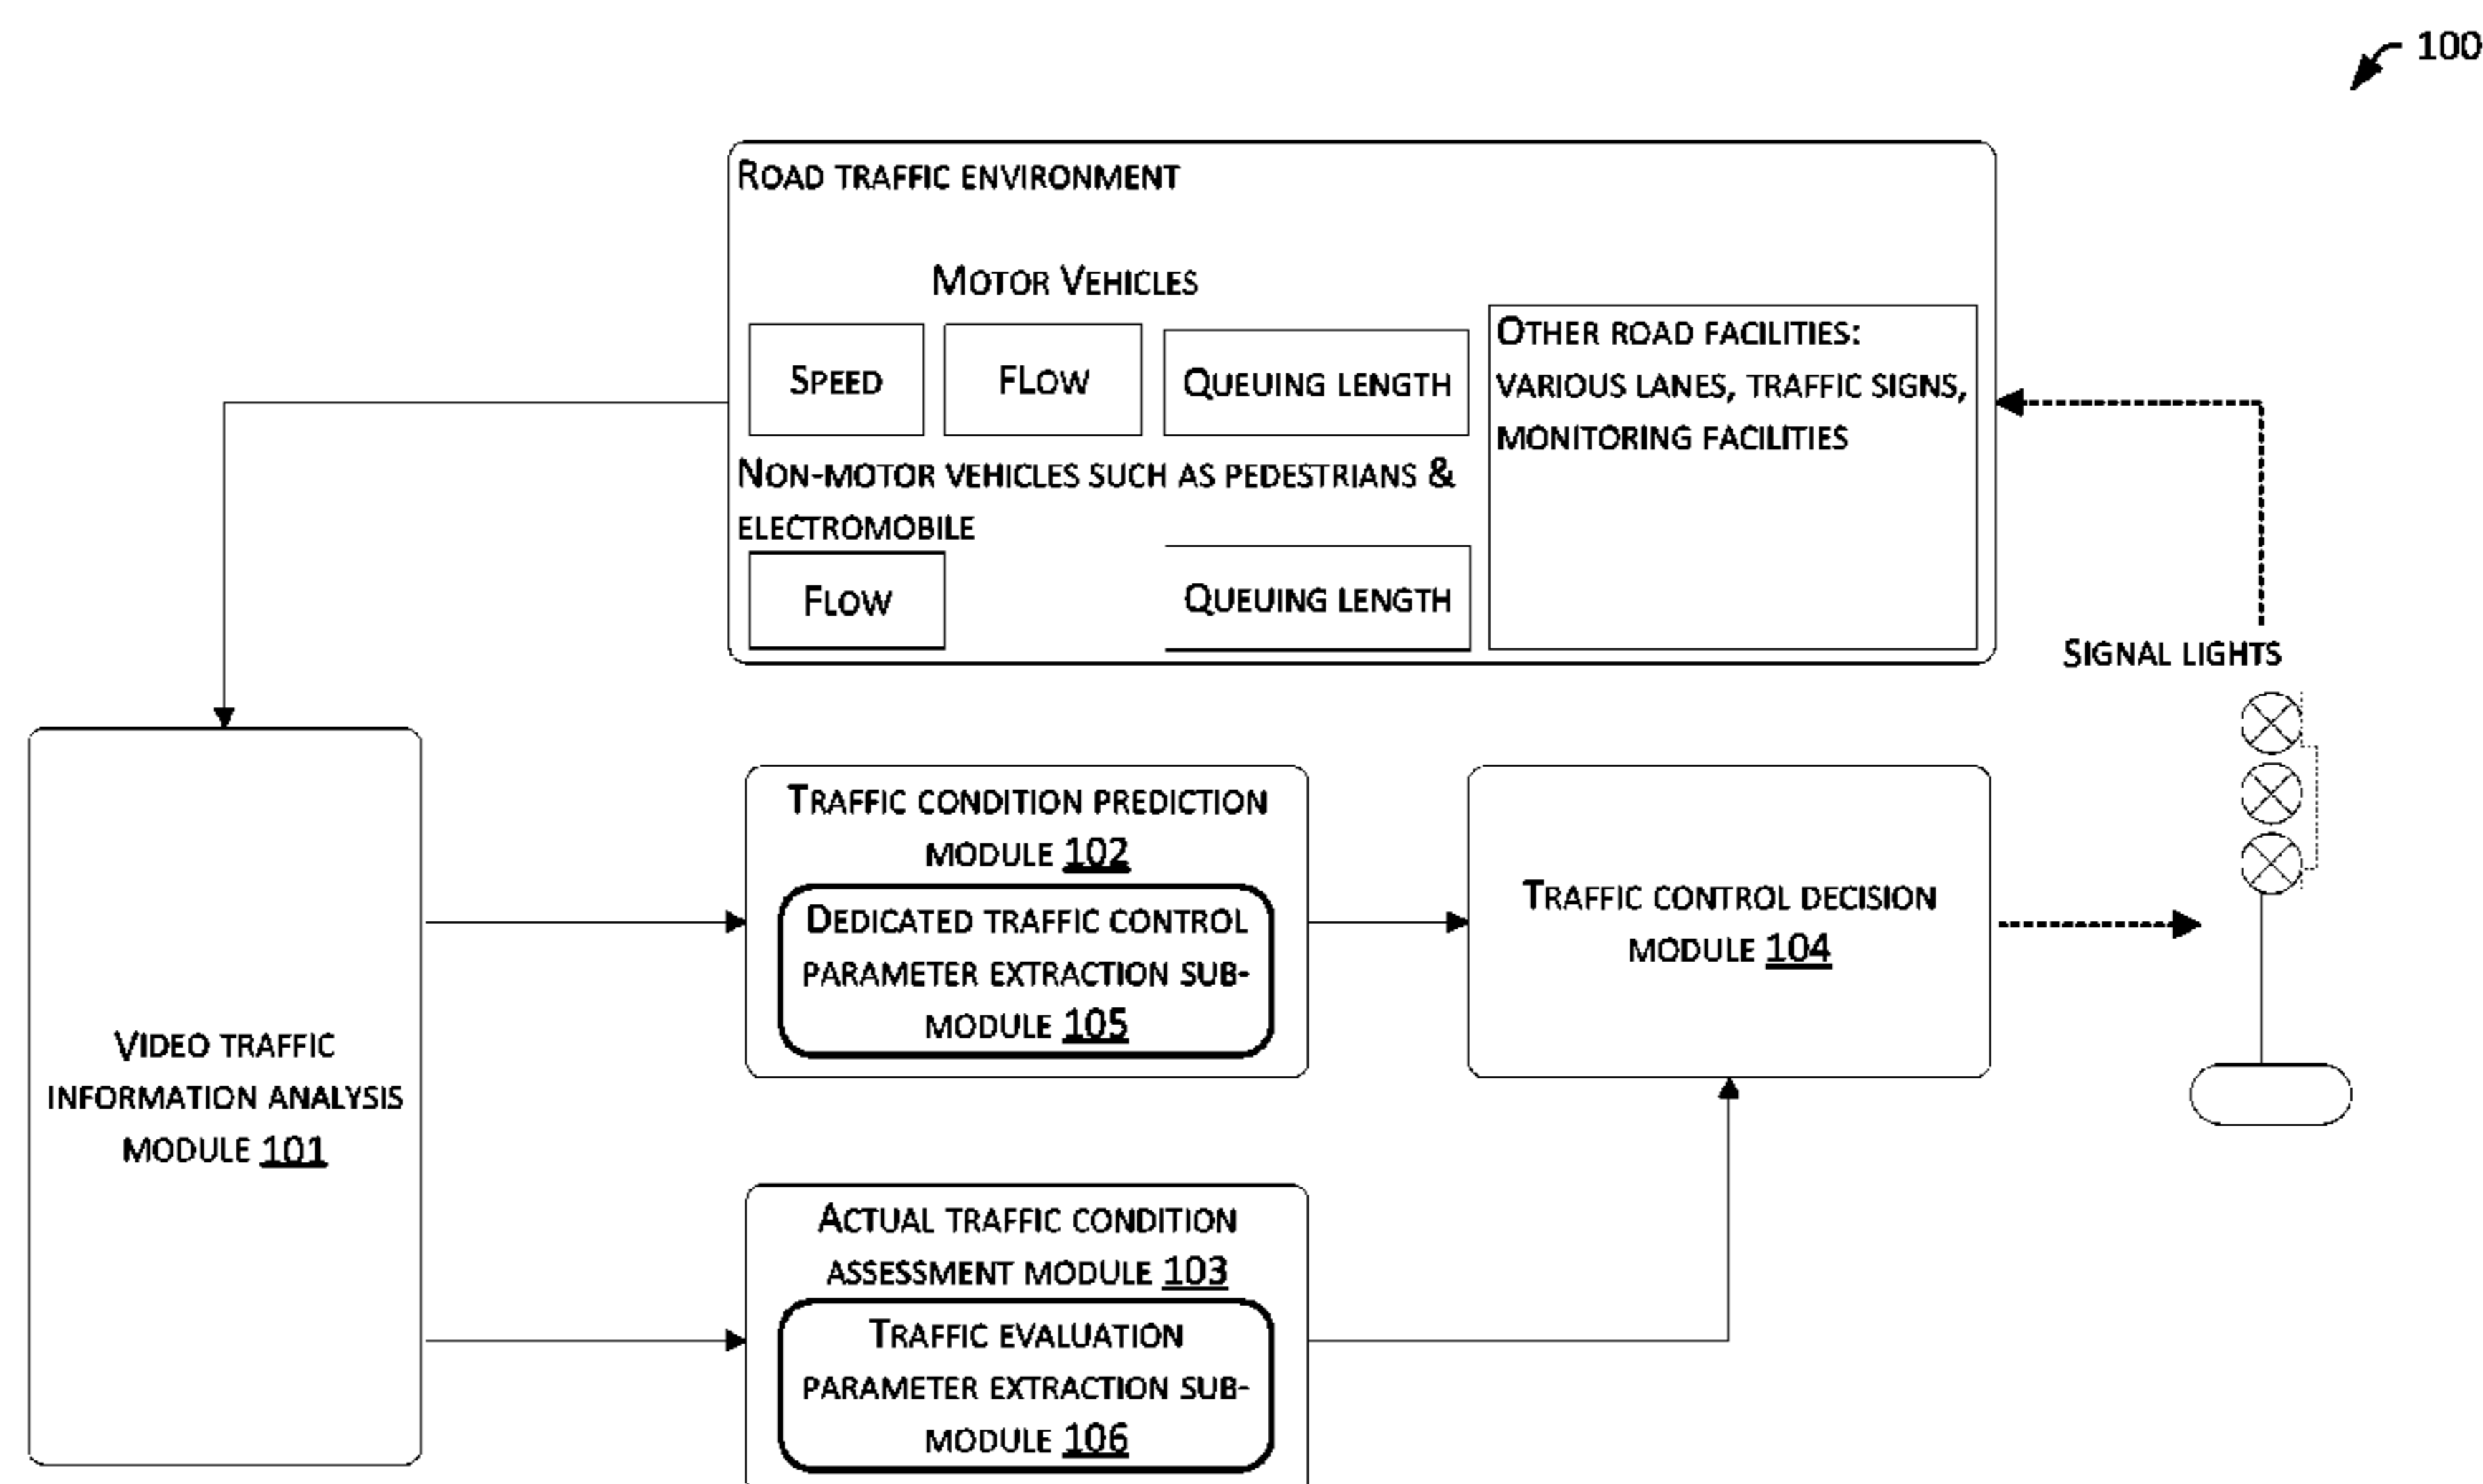 100
ROAD TRAFFIC ENVIRONMENT
MOTOR VEHICLES
SPEED
FLOW
QUEUING LENGTH
OTHER ROAD FACILITIES:
VARIOUS LANES, TRAFFIC SIGNS,
MONITORING FACILITIES
NON-MOTOR VEHICLES SUCH AS PEDESTRIANS &
ELECTROMOBILE
FLOW
QUEUING LENGTH
SIGNAL LIGHTS
VIDEO TRAFFIC
INFORMATION ANALYSIS
MODULE 101
TRAFFIC CONDITION PREDICTION
MODULE 102
DEDICATED TRAFFIC CONTROL
PARAMETER EXTRACTION SUB-
MODULE 105
TRAFFIC CONTROL DECISION
MODULE 104
ACTUAL TRAFFIC CONDITION
ASSESSMENT MODULE 103
TRAFFIC EVALUATION
PARAMETER EXTRACTION SUB-
MODULE 106